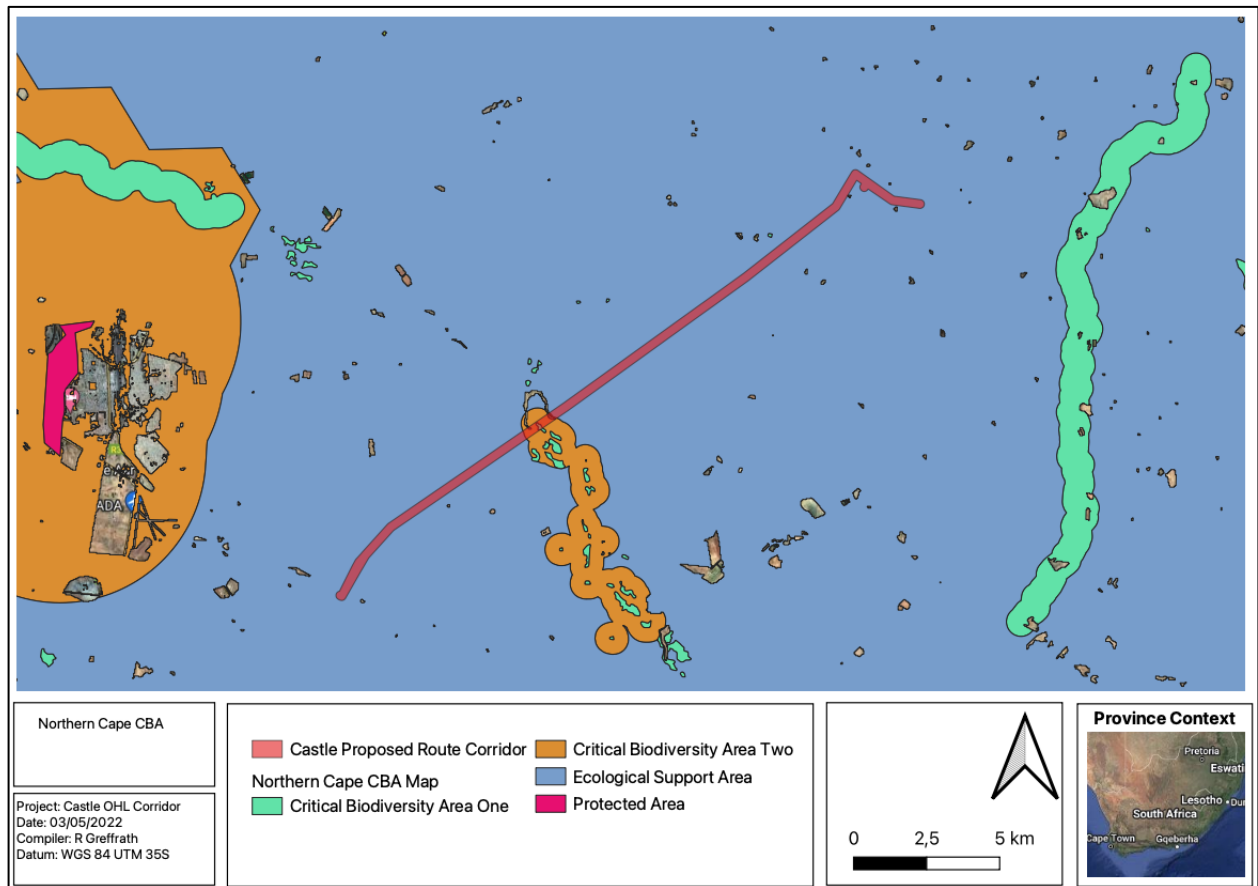 ADA
Northern Cape CBA
Project: Castle OHL Corridor
Date: 03/05/2022
Compiler: R Greffrath
Datum: WGS 84 UTM 35S
Castle Proposed Route Corridor
Northern Cape CBA Map
Critical Biodiversity Area One
Critical Biodiversity Area Two
Ecological Support Area
Protected Area
0 2,5 5 km
Province Context
Pretoria
Eswati
Lesotho
Dur
South Africa
Cape Town
Gqeberha